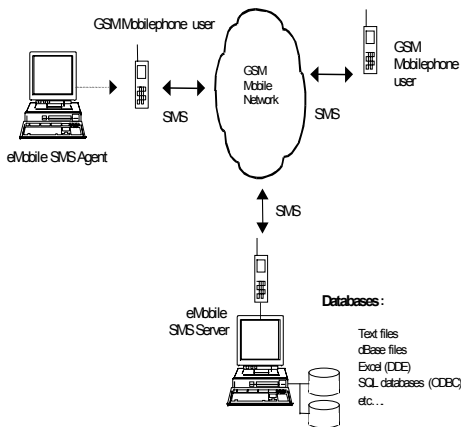 GSM Mobilephone user
GSM
Mobile
Network
GSM
Mobilephone
user
SMS
SMS
eMobile SMS Agent
SMS
eMobile
SMS Server
Databases :
Text files
dBase files
Excel (DDE)
SQL databases (ODBC)
etc…